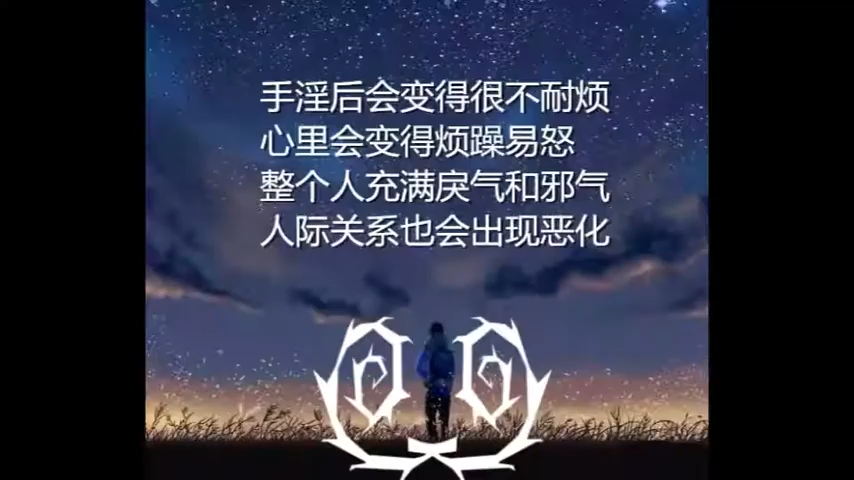 手淫后会变得很不耐烦
心里会变得烦躁易怒
整个人充满戾气和邪气
人际关系也会出现恶化